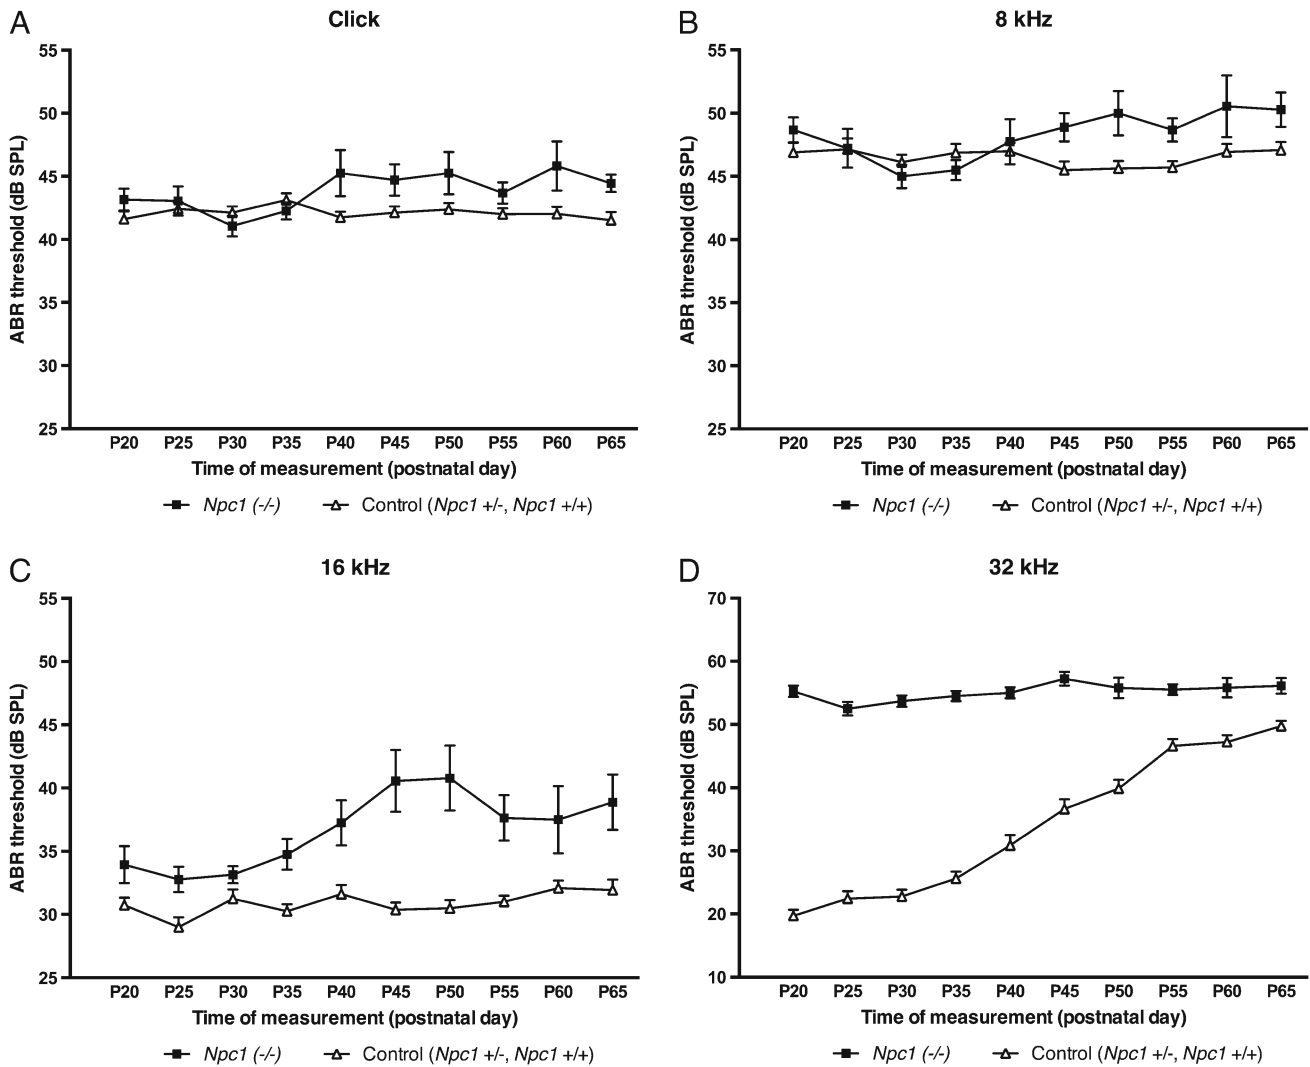 A
Click
55
50
45
40
35
30
25
ABR threshold (dB SPL)
P20 P25 P30 P35 P40 P45 P50 P55 P60 P65
Time of measurement (postnatal day)
Npc1 (-/-) Control (Npc1 +/-, Npc1 +/+)
B
8 kHz
55
50
45
40
35
30
25
ABR threshold (dB SPL)
P20 P25 P30 P35 P40 P45 P50 P55 P60 P65
Time of measurement (postnatal day)
Npc1 (-/-) Control (Npc1 +/-, Npc1 +/+)
C
16 kHz
55
50
45
40
35
30
25
ABR threshold (dB SPL)
P20 P25 P30 P35 P40 P45 P50 P55 P60 P65
Time of measurement (postnatal day)
Npc1 (-/-) Control (Npc1 +/-, Npc1 +/+)
D
32 kHz
70
60
50
40
30
20
10
ABR threshold (dB SPL)
P20 P25 P30 P35 P40 P45 P50 P55 P60 P65
Time of measurement (postnatal day)
Npc1 (-/-) Control (Npc1 +/-, Npc1 +/+)